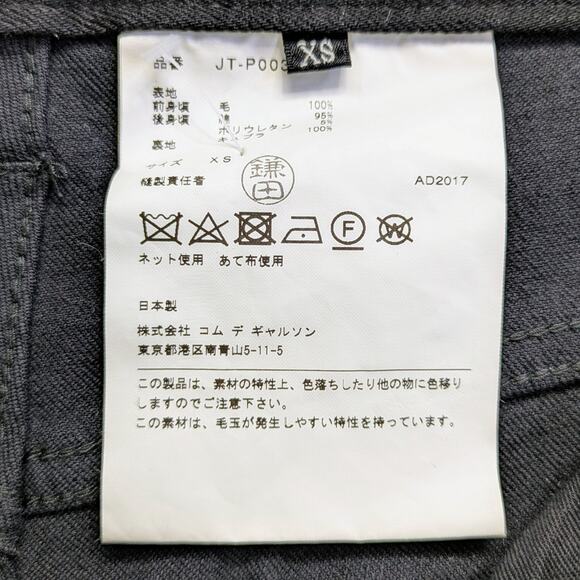 品番 JT-P003
XS
表地
前身頃 毛 100%
後身頃 綿 95%
ポリウレタン 5%
裏地 キュプラ 100%
サイズ XS
縫製責任者 鎌田 AD2017
F W
ネット使用 あて布使用
日本製
株式会社 コム デ ギャルソン
東京都港区南青山5-11-5
この製品は、素材の特性上、色落ちしたり他の物に色移り
しますのでご注意下さい。
この素材は、毛玉が発生しやすい特性を持っています。